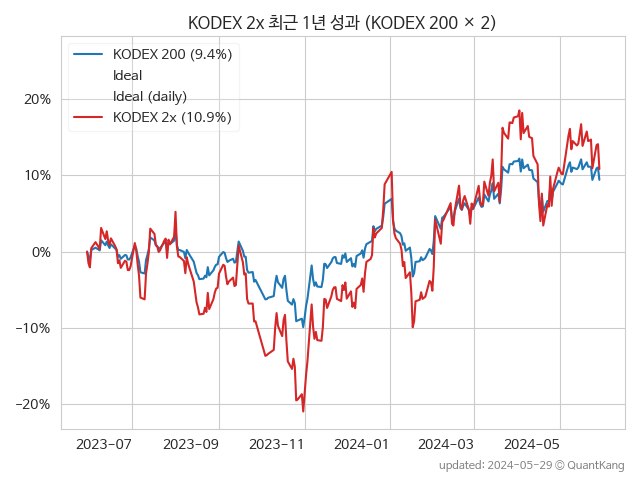 KODEX 2x 최근 1년 성과 (KODEX 200 × 2)
KODEX 200 (9.4%)
Ideal
Ideal (daily)
KODEX 2x (10.9%)
20%
10%
0%
−10%
−20%
2023-07 2023-09 2023-11 2024-01 2024-03 2024-05
updated: 2024-05-29 © QuantKang